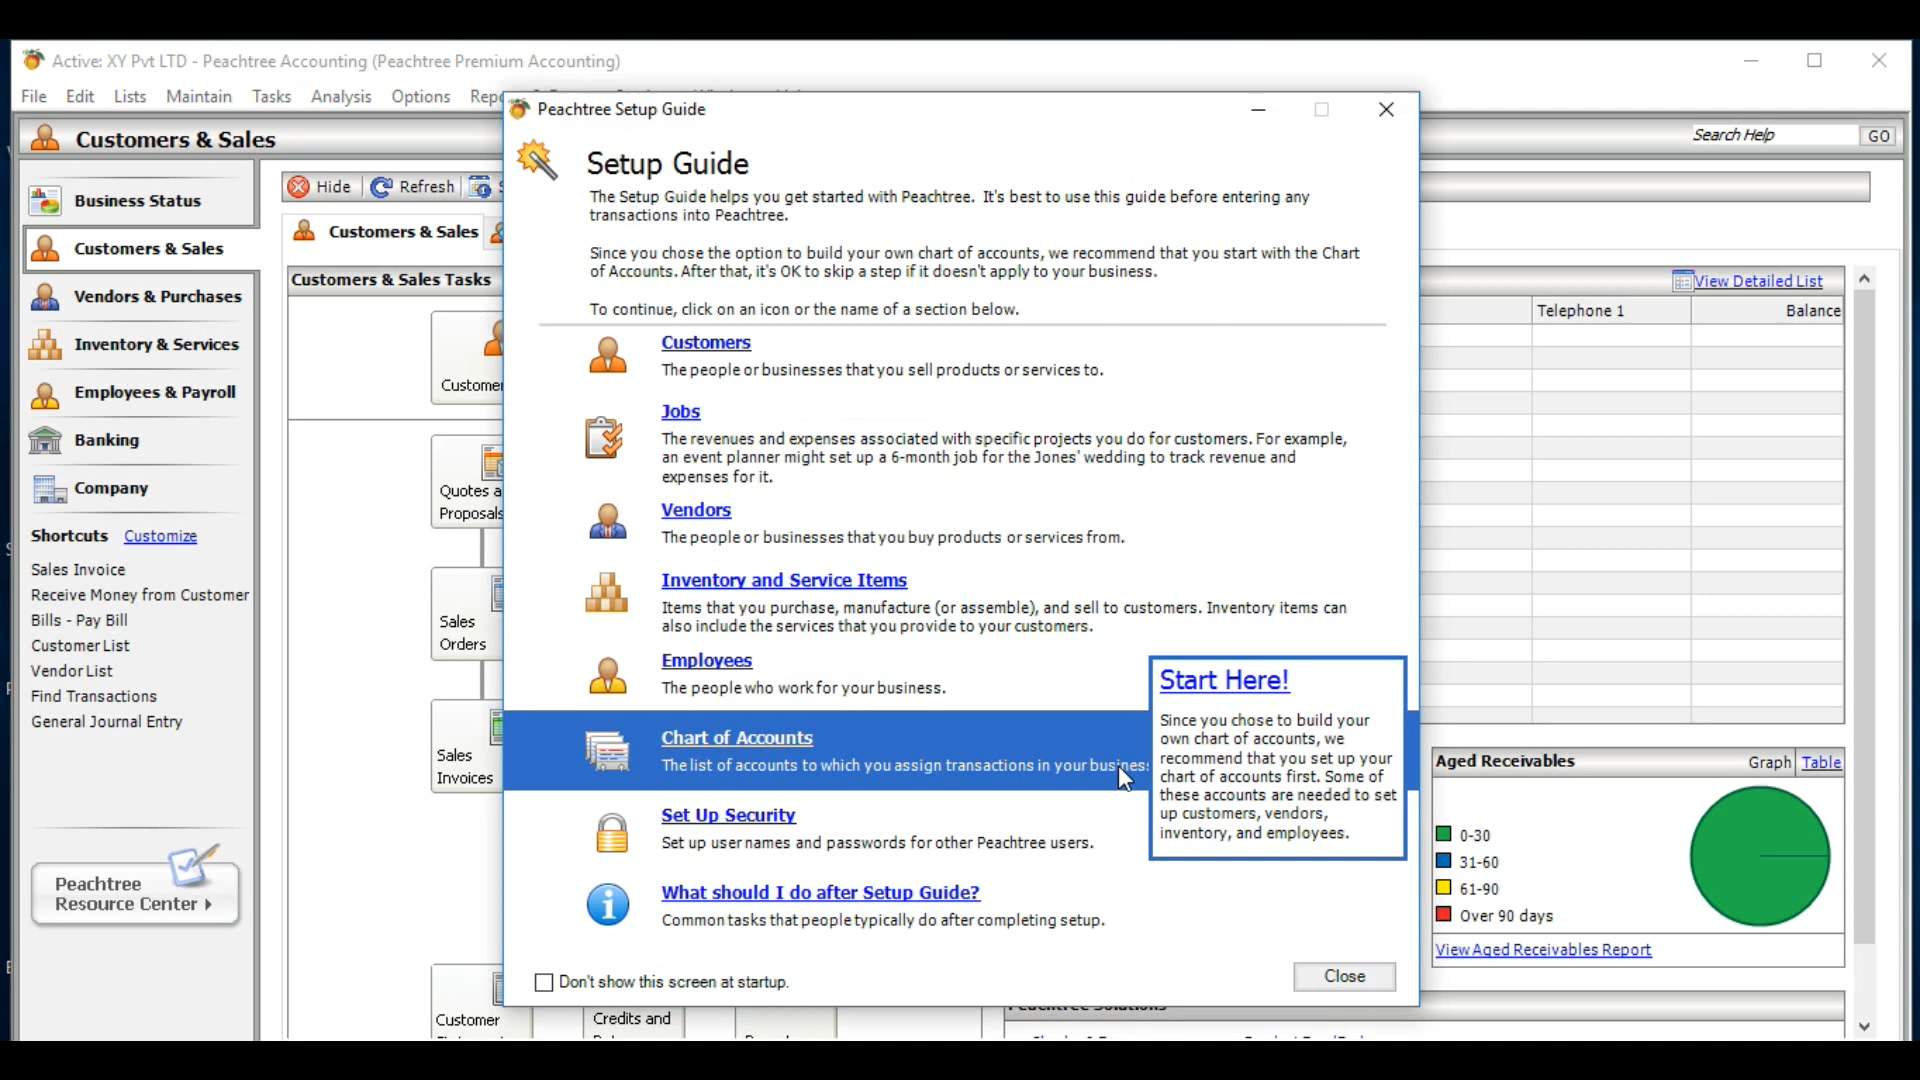 Active: XY Pvt LTD - Peachtree Accounting (Peachtree Premium Accounting)
File Edit Lists Maintain Tasks Analysis Options
Customers & Sales
Search Help GO
Business Status
Customers & Sales
Vendors & Purchases
Inventory & Services
Employees & Payroll
Banking
Company
Shortcuts Customize
Sales Invoice
Receive Money from Customer
Bills - Pay Bill
Customer List
Vendor List
Find Transactions
General Journal Entry
Peachtree
Resource Center
Hide Refresh
Customers & Sales
Customers & Sales Tasks
Quotes
Proposals
Sales
Orders
Sales
Invoices
Customer
Credits and
Peachtree Setup Guide
Setup Guide
The Setup Guide helps you get started with Peachtree. It's best to use this guide before entering any
transactions into Peachtree.
Since you chose the option to build your own chart of accounts, we recommend that you start with the Chart
of Accounts. After that, it's OK to skip a step if it doesn't apply to your business.
To continue, click on an icon or the name of a section below.
Customers
The people or businesses that you sell products or services to.
Jobs
The revenues and expenses associated with specific projects you do for customers. For example,
an event planner might set up a 6-month job for the Jones' wedding to track revenue and
expenses for it.
Vendors
The people or businesses that you buy products or services from.
Inventory and Service Items
Items that you purchase, manufacture (or assemble), and sell to customers. Inventory items can
also include the services that you provide to your customers.
Employees
The people who work for your business.
Chart of Accounts
The list of accounts to which you assign transactions in your business
Set Up Security
Set up user names and passwords for other Peachtree users.
What should I do after Setup Guide?
Common tasks that people typically do after completing setup.
Don't show this screen at startup.
Close
Start Here!
Since you chose to build your
own chart of accounts, we
recommend that you set up your
chart of accounts first. Some of
these accounts are needed to set
up customers, vendors,
inventory, and employees.
View Detailed List
Telephone 1 Balance
Aged Receivables Graph Table
0-30
31-60
61-90
Over 90 days
View Aged Receivables Report